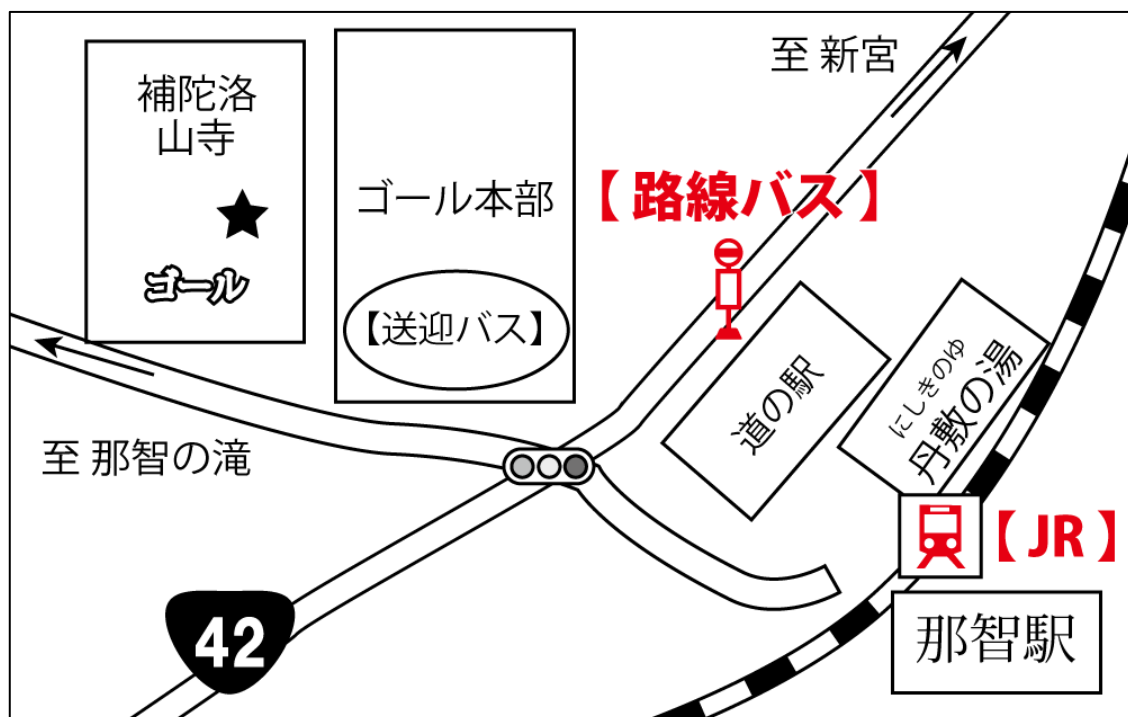 補陀洛
山寺
ゴール
ゴール本部
【送迎バス】
【路線バス】
至 新宮
道の駅
にしきのゆ
丹敷の湯
至 那智の滝
【JR】
42
那智駅